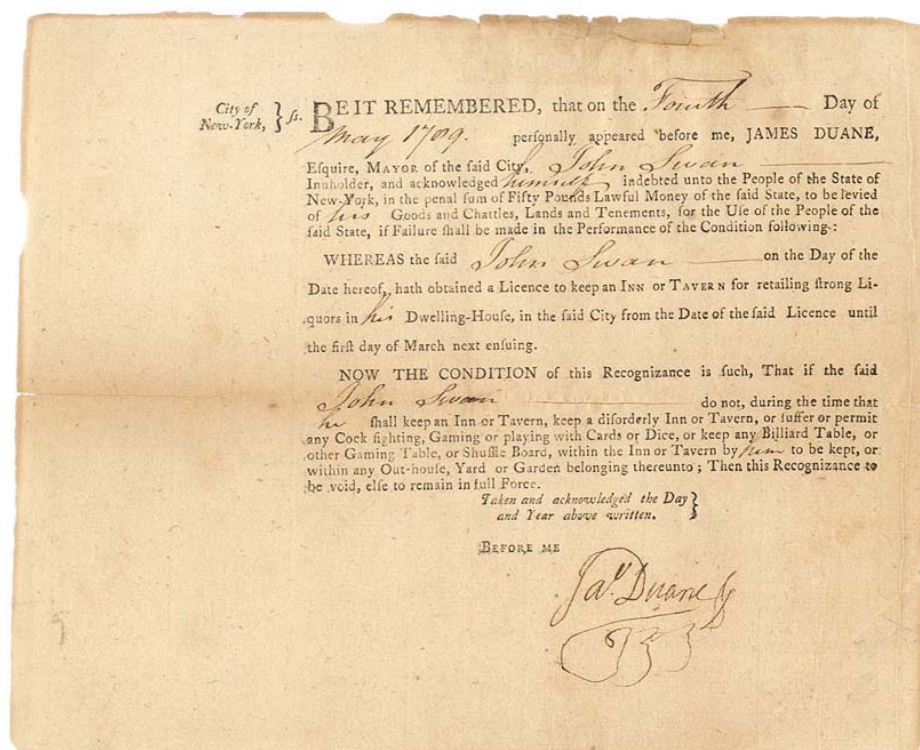 City of
New-York, } ſs. BE IT REMEMBERED, that on the Fourth Day of
May 1789. perſonally appeared before me, JAMES DUANE,
Eſquire, MAYOR of the ſaid City, John Swan
Innholder, and acknowledged himself indebted unto the People of the State of
New-York, in the penal ſum of Fifty Pounds Lawful Money of the ſaid State, to be levied
of his Goods and Chattles, Lands and Tenements, for the Uſe of the People of the
ſaid State, if Failure ſhall be made in the Performance of the Condition following:
WHEREAS the ſaid John Swan on the Day of the
Date hereof, hath obtained a Licence to keep an INN or TAVERN for retailing ſtrong Li-
quors in his Dwelling-Houſe, in the ſaid City from the Date of the ſaid Licence until
the firſt day of March next enſuing.
NOW THE CONDITION of this Recognizance is ſuch, That if the ſaid
John Swan do not, during the time that
he ſhall keep an Inn or Tavern, keep a diſorderly Inn or Tavern, or ſuffer or permit
any Cock fighting, Gaming or playing with Cards or Dice, or keep any Billiard Table, or
other Gaming Table, or Shuffle Board, within the Inn or Tavern by him to be kept, or
within any Out-houſe, Yard or Garden belonging thereunto; Then this Recognizance to
be void, elſe to remain in full Force.
Taken and acknowledged the Day }
and Year above written.
BEFORE ME
Jas. Duane